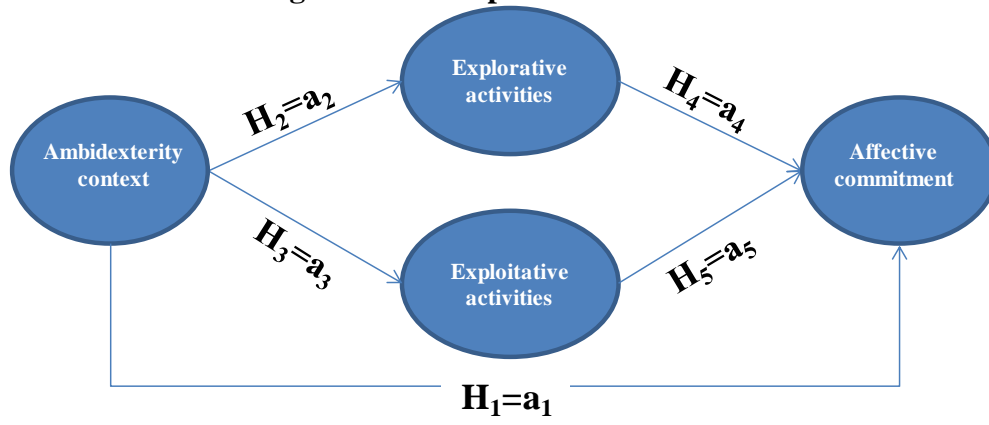 Explorative
activities
H₂=a₂
H₄=a₄
Ambidexterity
context
Affective
commitment
H₃=a₃
Exploitative
activities
H₅=a₅
H₁=a₁